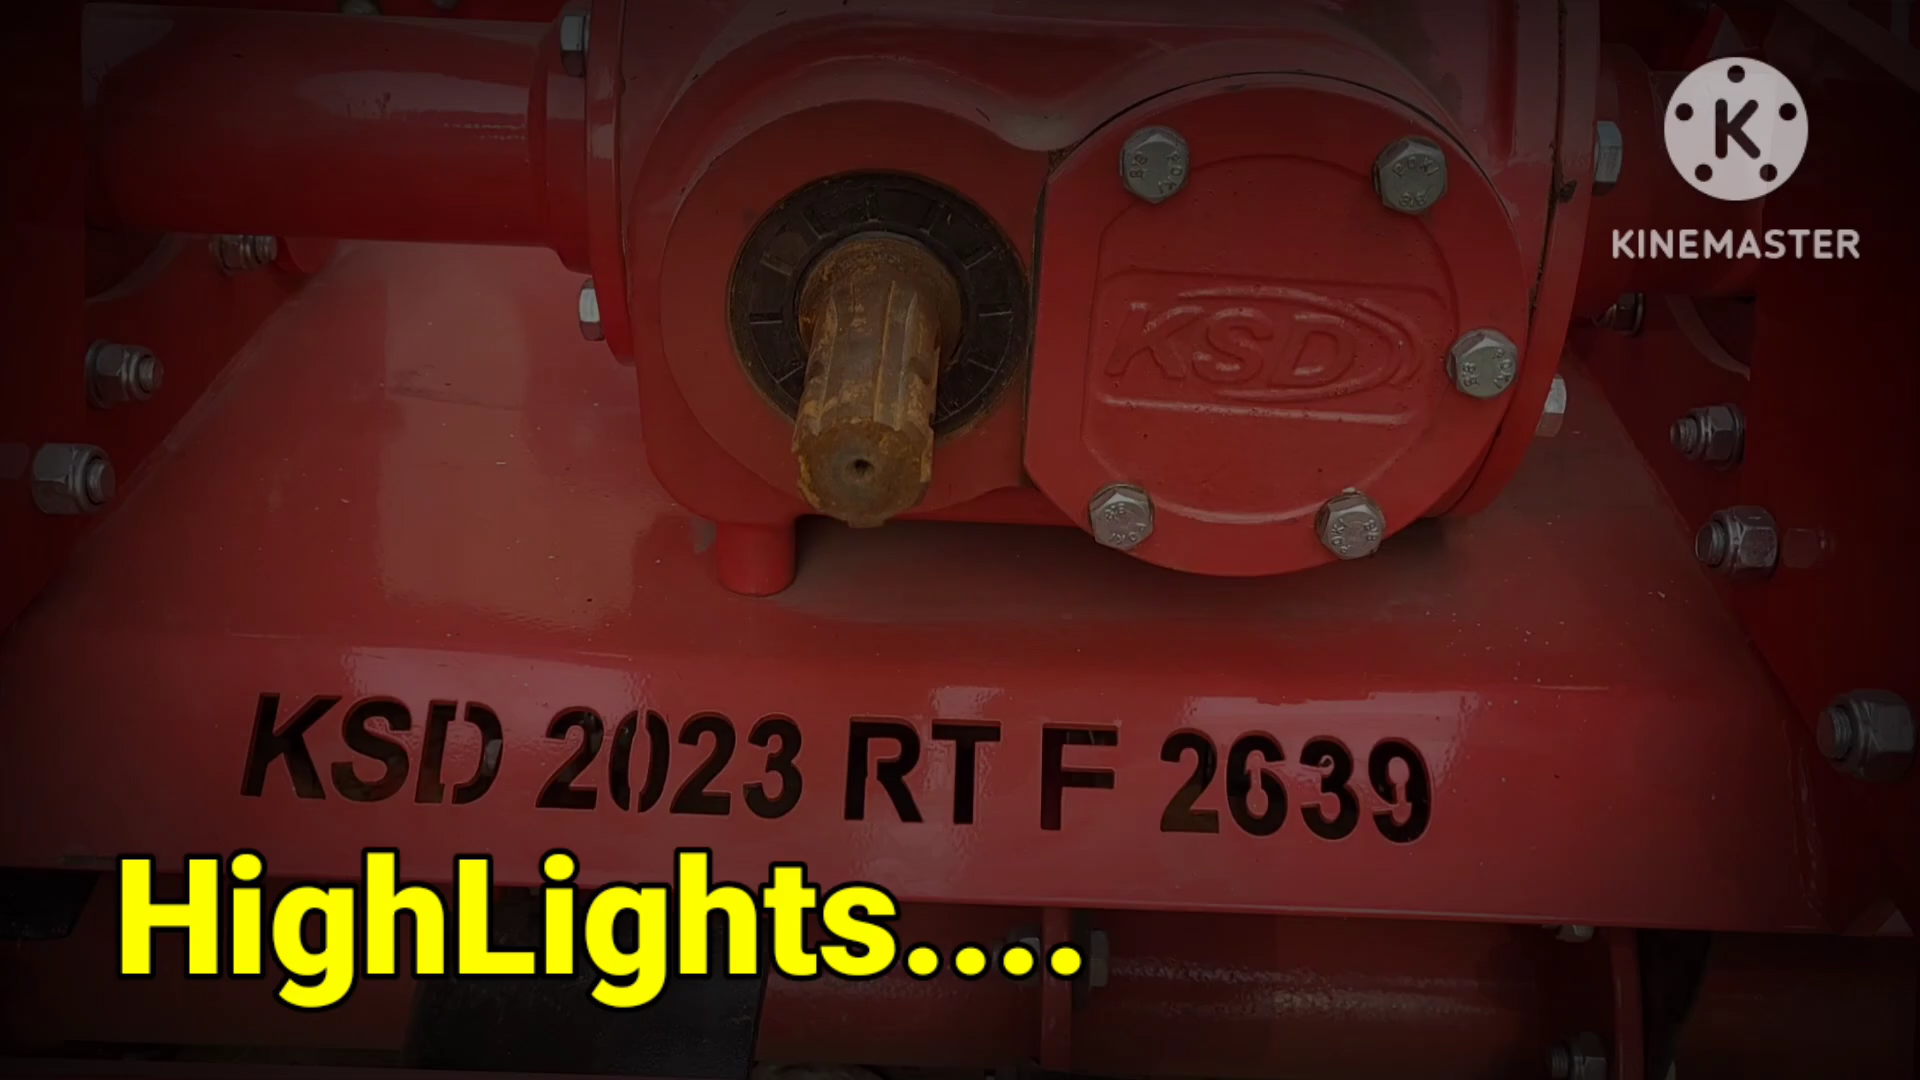 K
KINEMASTER
KSD
KSD 2023 RT F 2639
HighLights....